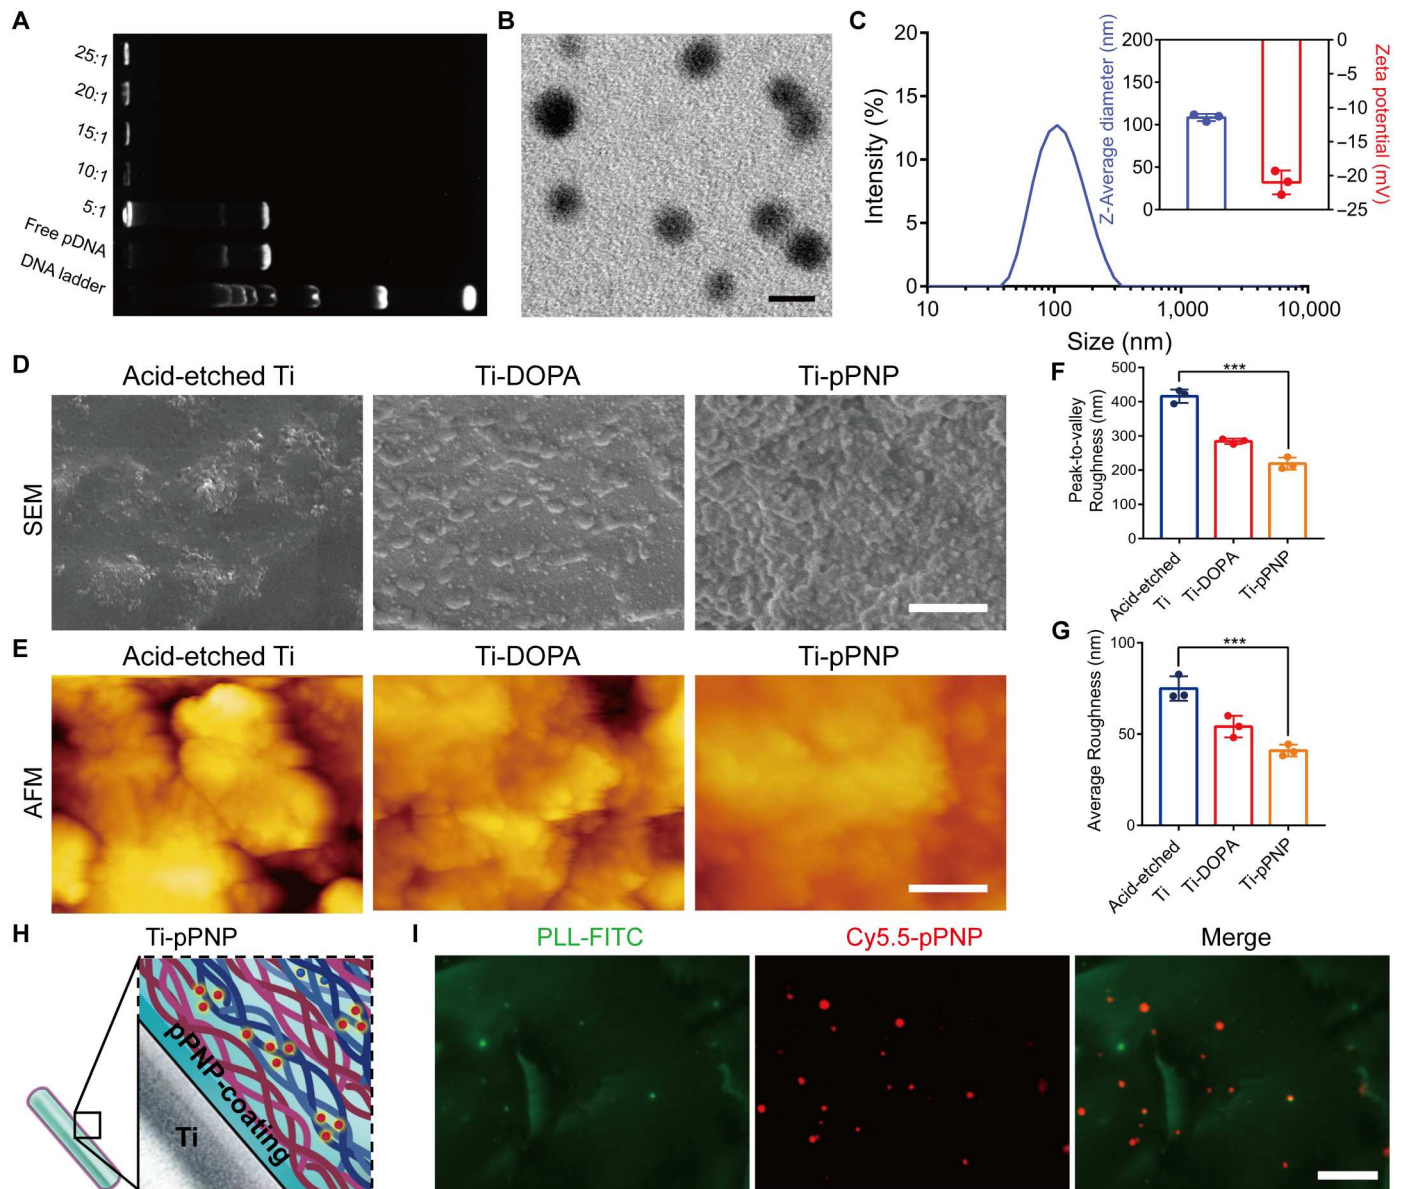 A
25:1
20:1
15:1
10:1
5:1
Free pDNA
DNA ladder
B
C
20
15
10
5
0
Intensity (%)
10
100
1,000
10,000
Size (nm)
200
150
100
50
0
Z-Average diameter (nm)
0
–5
–10
–15
–20
–25
Zeta potential (mV)
D
Acid-etched Ti
Ti-DOPA
Ti-pPNP
SEM
E
Acid-etched Ti
Ti-DOPA
Ti-pPNP
AFM
F
500
400
300
200
100
0
Peak-to-valley
Roughness (nm)
***
Acid-etched
Ti
Ti-DOPA
Ti-pPNP
G
100
50
0
Average Roughness (nm)
***
Acid-etched
Ti
Ti-DOPA
Ti-pPNP
H
Ti-pPNP
pPNP-coating
Ti
I
PLL-FITC
Cy5.5-pPNP
Merge